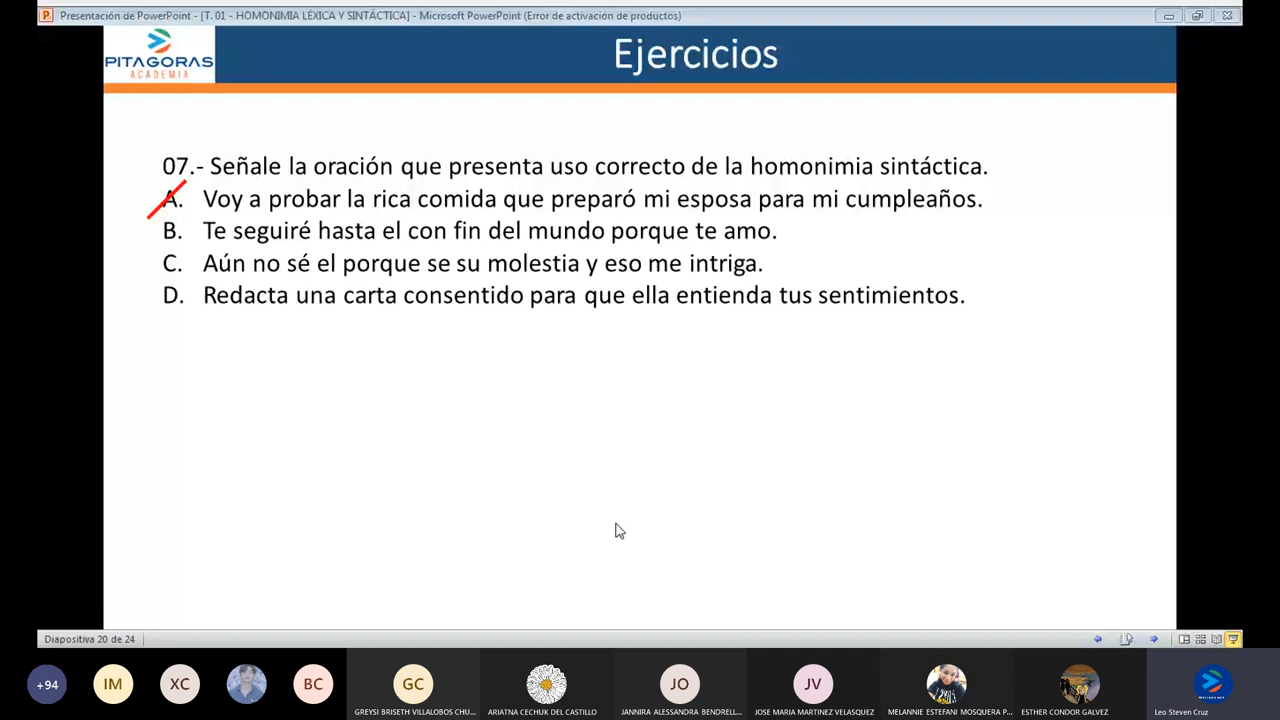 Presentación de PowerPoint - [T. 01 - HOMONIMIA LÉXICA Y SINTÁCTICA] - Microsoft PowerPoint (Error de activación de productos)
PITAGORAS
ACADEMIA
Ejercicios
07.- Señale la oración que presenta uso correcto de la homonimia sintáctica.
A. Voy a probar la rica comida que preparó mi esposa para mi cumpleaños.
B. Te seguiré hasta el con fin del mundo porque te amo.
C. Aún no sé el porque se su molestia y eso me intriga.
D. Redacta una carta consentido para que ella entienda tus sentimientos.
Diapositiva 20 de 24
+94 IM XC BC GC JO JV
GREYSI BRISETH VILLALOBOS CHU... ARIATNA CECHUK DEL CASTILLO JANNIRA ALESSANDRA BENDRELL... JOSE MARIA MARTINEZ VELASQUEZ MELANNIE ESTEFANI MOSQUERA P... ESTHER CONDOR GALVEZ Leo Steven Cruz